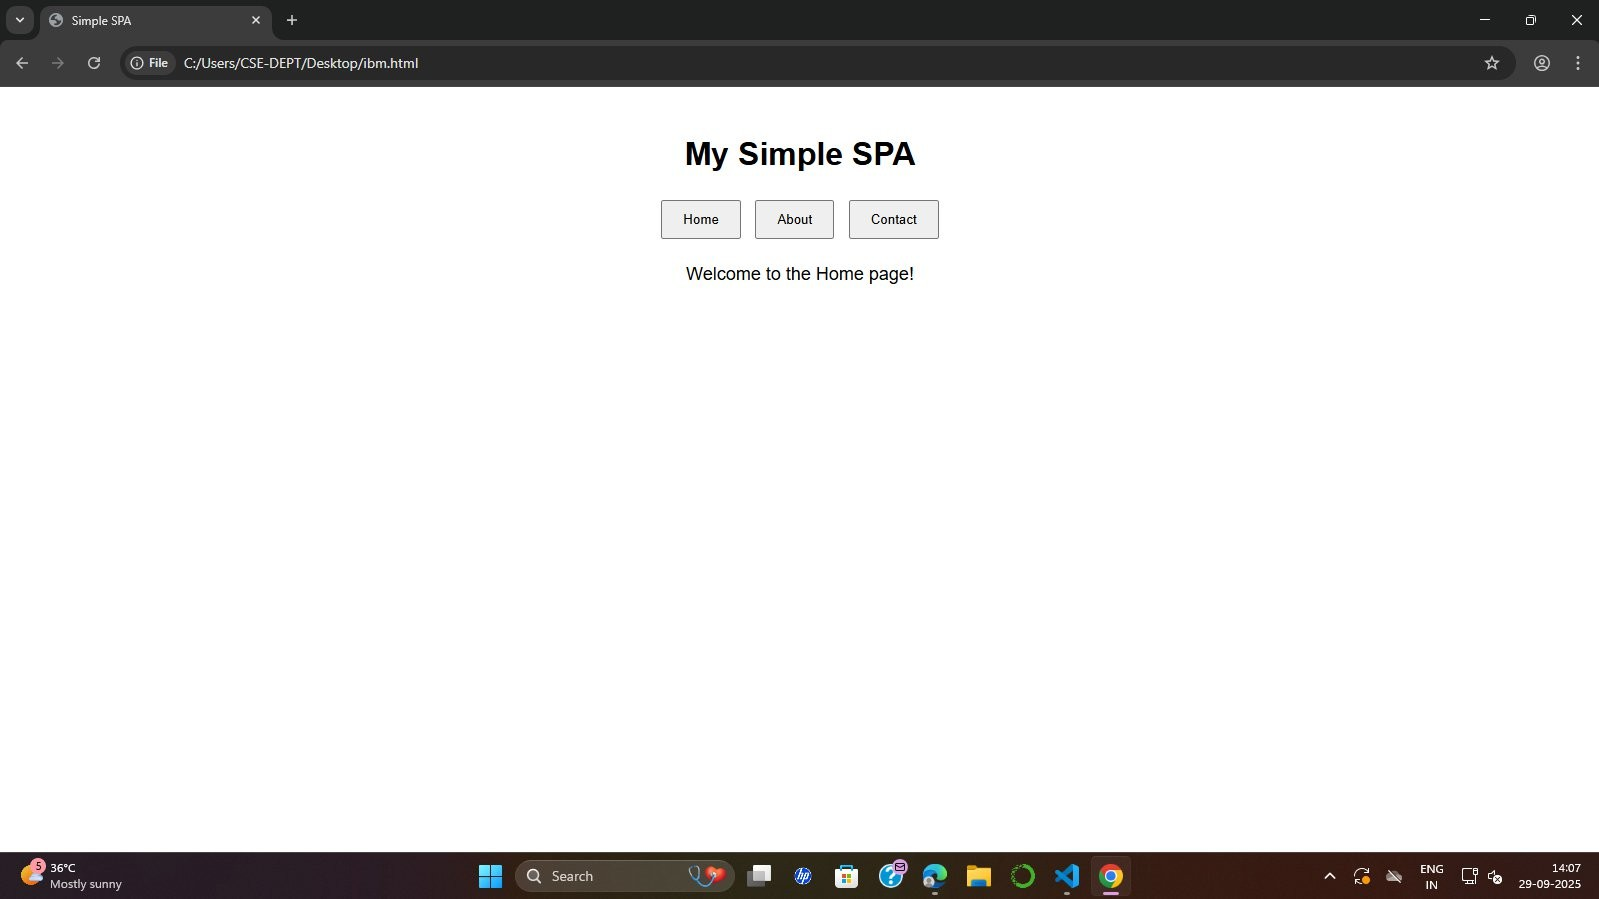 Simple SPA
File C:/Users/CSE-DEPT/Desktop/ibm.html
My Simple SPA
Home About Contact
Welcome to the Home page!
5
36°C
Mostly sunny
Search
hp
ENG
IN
14:07
29-09-2025